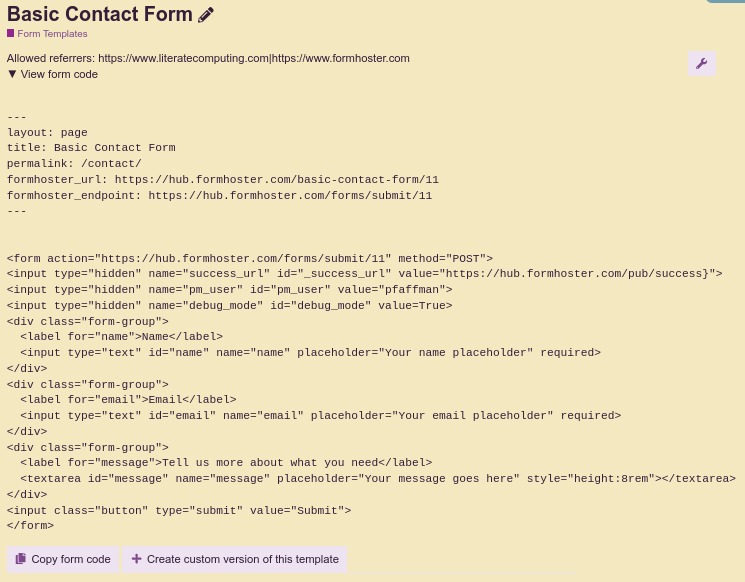 Basic Contact Form
Form Templates
Allowed referrers: https://www.literatecomputing.com|https://www.formhoster.com
▼ View form code
---
layout: page
title: Basic Contact Form
permalink: /contact/
formhoster_url: https://hub.formhoster.com/basic-contact-form/11
formhoster_endpoint: https://hub.formhoster.com/forms/submit/11
---
<form action="https://hub.formhoster.com/forms/submit/11" method="POST">
<input type="hidden" name="success_url" id="_success_url" value="https://hub.formhoster.com/pub/success}">
<input type="hidden" name="pm_user" id="pm_user" value="pfaffman">
<input type="hidden" name="debug_mode" id="debug_mode" value=True>
<div class="form-group">
  <label for="name">Name</label>
  <input type="text" id="name" name="name" placeholder="Your name placeholder" required>
</div>
<div class="form-group">
  <label for="email">Email</label>
  <input type="text" id="email" name="email" placeholder="Your email placeholder" required>
</div>
<div class="form-group">
  <label for="message">Tell us more about what you need</label>
  <textarea id="message" name="message" placeholder="Your message goes here" style="height:8rem"></textarea>
</div>
<input class="button" type="submit" value="Submit">
</form>
Copy form code
Create custom version of this template